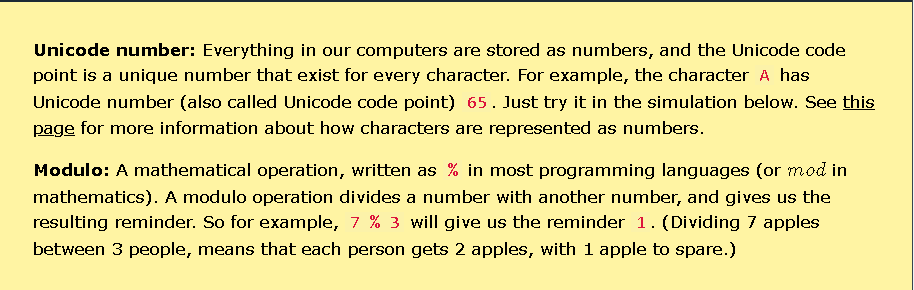 Unicode number: Everything in our computers are stored as numbers, and the Unicode code
point is a unique number that exist for every character. For example, the character A has
Unicode number (also called Unicode code point) 65. Just try it in the simulation below. See this
page for more information about how characters are represented as numbers.
Modulo: A mathematical operation, written as % in most programming languages (or mod in
mathematics). A modulo operation divides a number with another number, and gives us the
resulting reminder. So for example, 7 % 3 will give us the reminder 1. (Dividing 7 apples
between 3 people, means that each person gets 2 apples, with 1 apple to spare.)